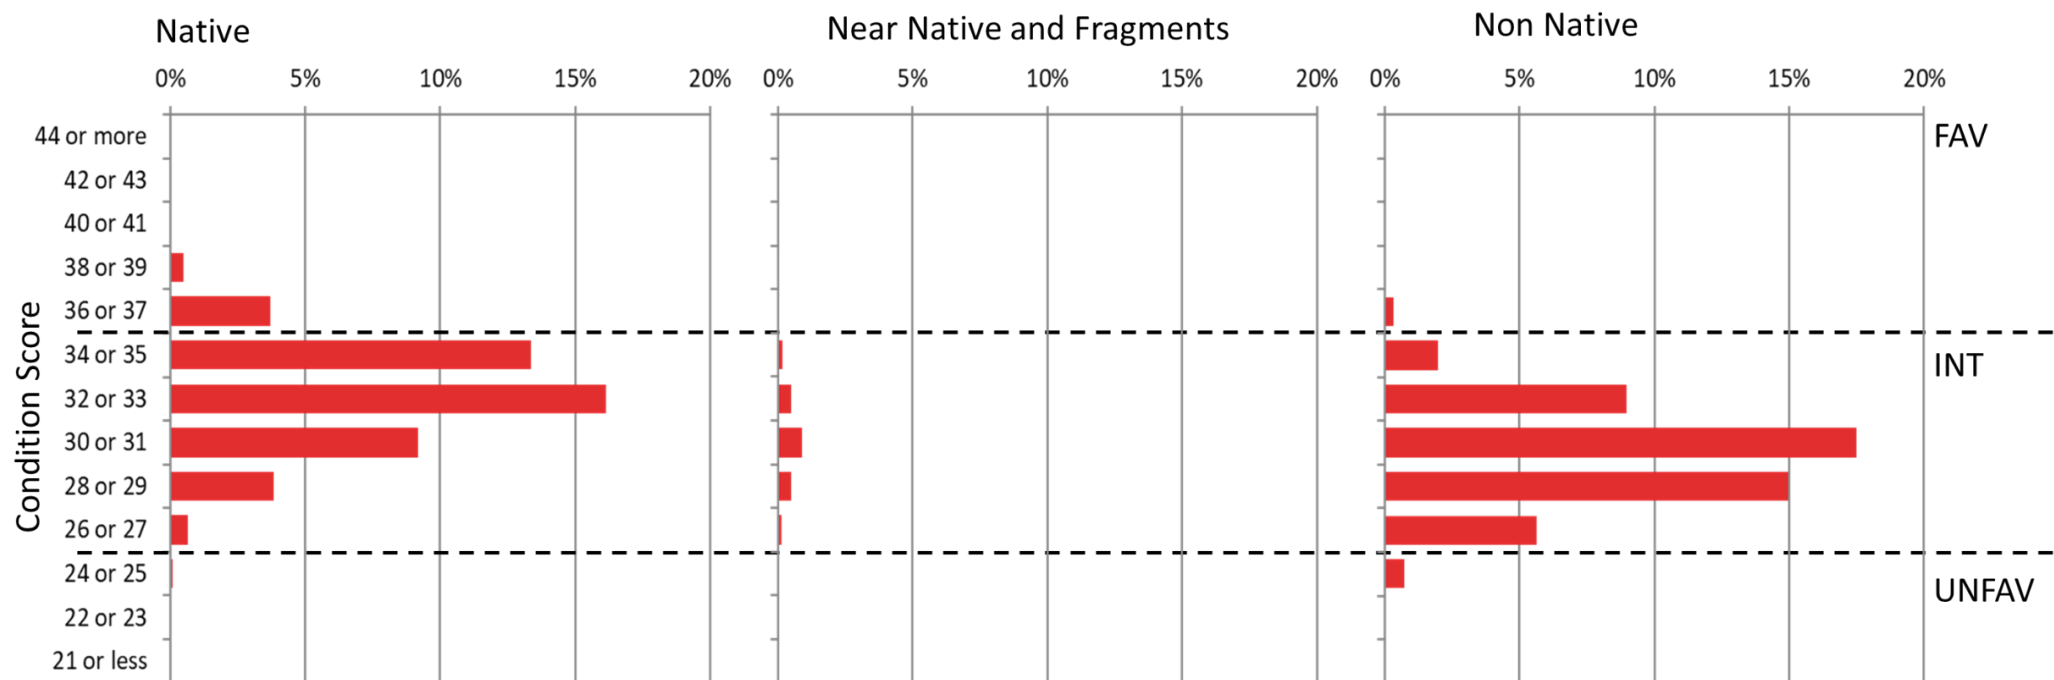 Native
Near Native and Fragments
Non Native
0% 5% 10% 15% 20% 0% 5% 10% 15% 20% 0% 5% 10% 15% 20%
44 or more
FAV
42 or 43
40 or 41
38 or 39
36 or 37
34 or 35
INT
32 or 33
30 or 31
28 or 29
26 or 27
24 or 25
UNFAV
22 or 23
21 or less
Condition Score